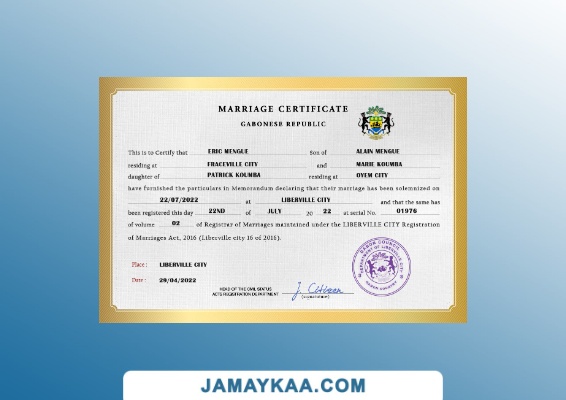 MARRIAGE CERTIFICATE
GABONESE REPUBLIC
This is to Certify that ERIC MENGUE Son of ALAIN MENGUE
residing at FRACEVILLE CITY and MARIE KOUMBA
daughter of PATRICK KOUMBA residing at OYEM CITY
have furnished the particulars in Memorandum declaring that their marriage has been solemnized on
22/07/2022 at LIBERVILLE CITY and that the same has
been registered this day 22ND of JULY 20 22 at serial No. 01976
of volume 02 of Registrar of Marriages maintained under the LIBERVILLE CITY Registration
of Marriages Act, 2016 (Liberville city 16 of 2016).
Place : LIBERVILLE CITY
Date : 29/04/2022
HEAD OF THE CIVIL STATUS
ACTS REGISTRATION DEPARTMENT
J. Citizen
(signature)
GABON COUNCIL
GABON COUNTRY
JAMAYKAA.COM